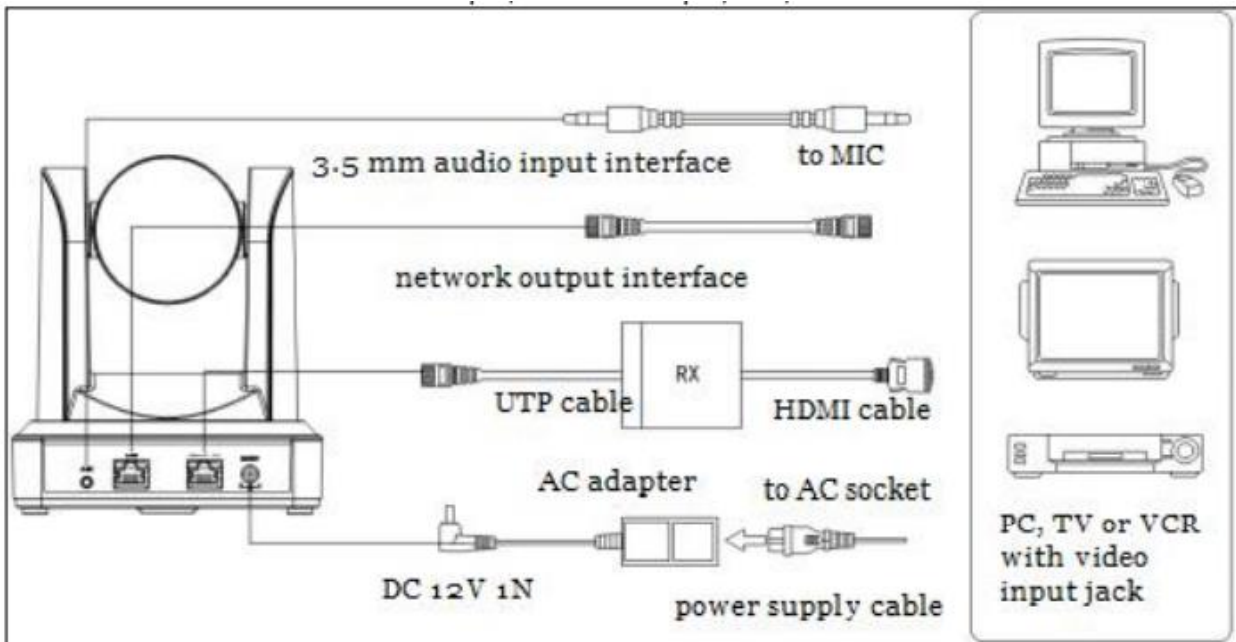 3.5 mm audio input interface
to MIC
network output interface
RX
UTP cable
HDMI cable
AC adapter
to AC socket
DC 12V 1N
power supply cable
PC, TV or VCR
with video
input jack